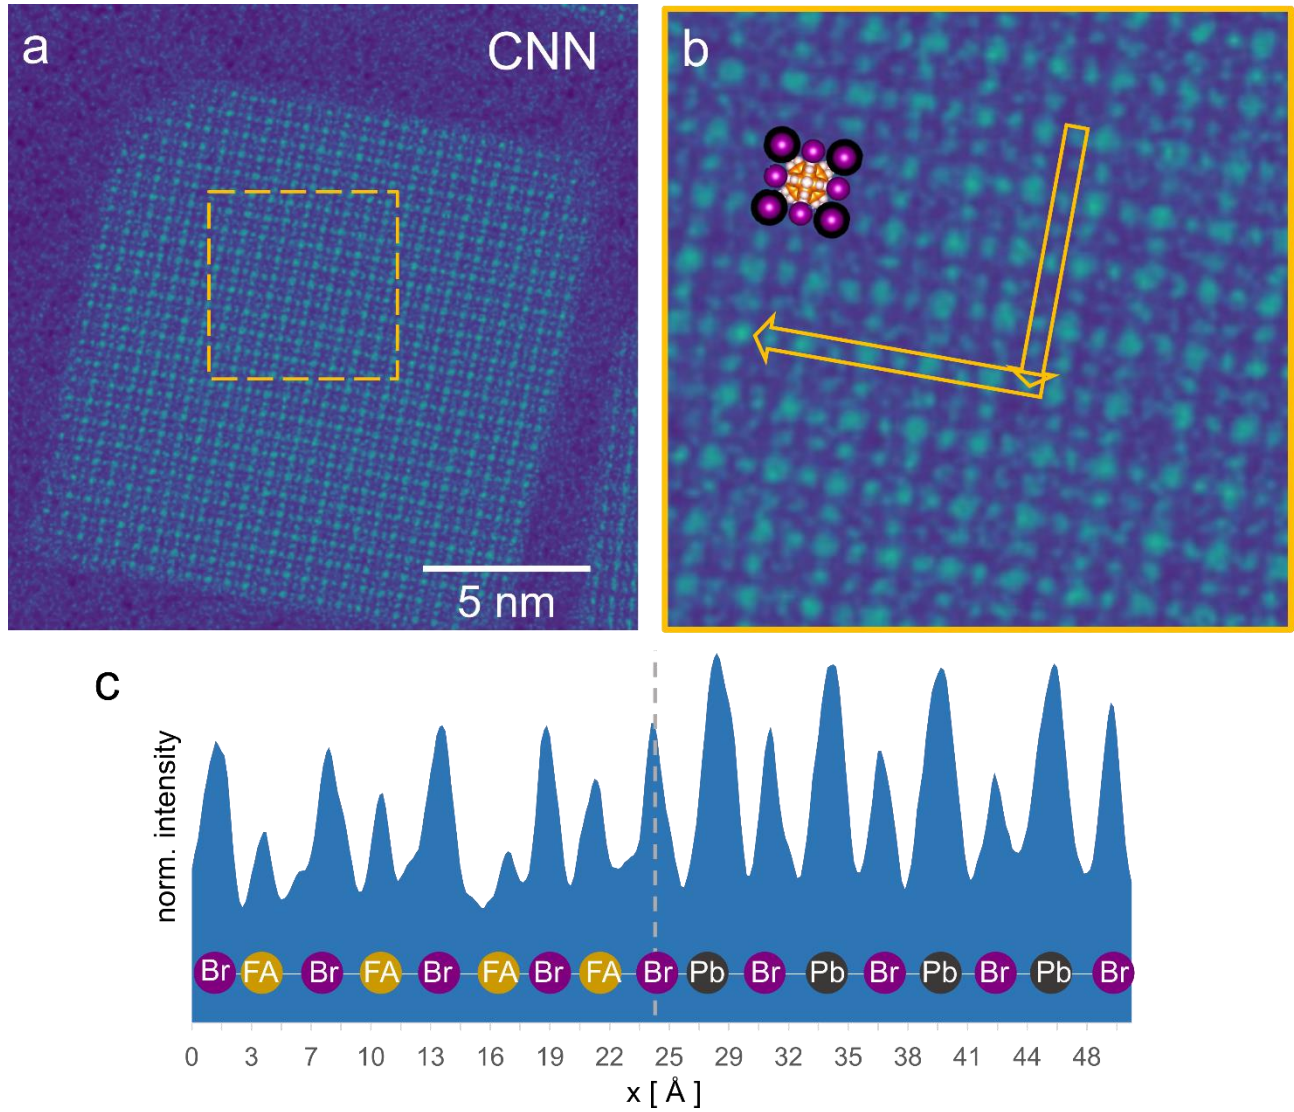 a
CNN
5 nm
b
c
norm. intensity
Br FA Br FA Br FA Br FA Br Pb Br Pb Br Pb Br Pb Br
0 3 7 10 13 16 19 22 25 29 32 35 38 41 44 48
x [ Å ]